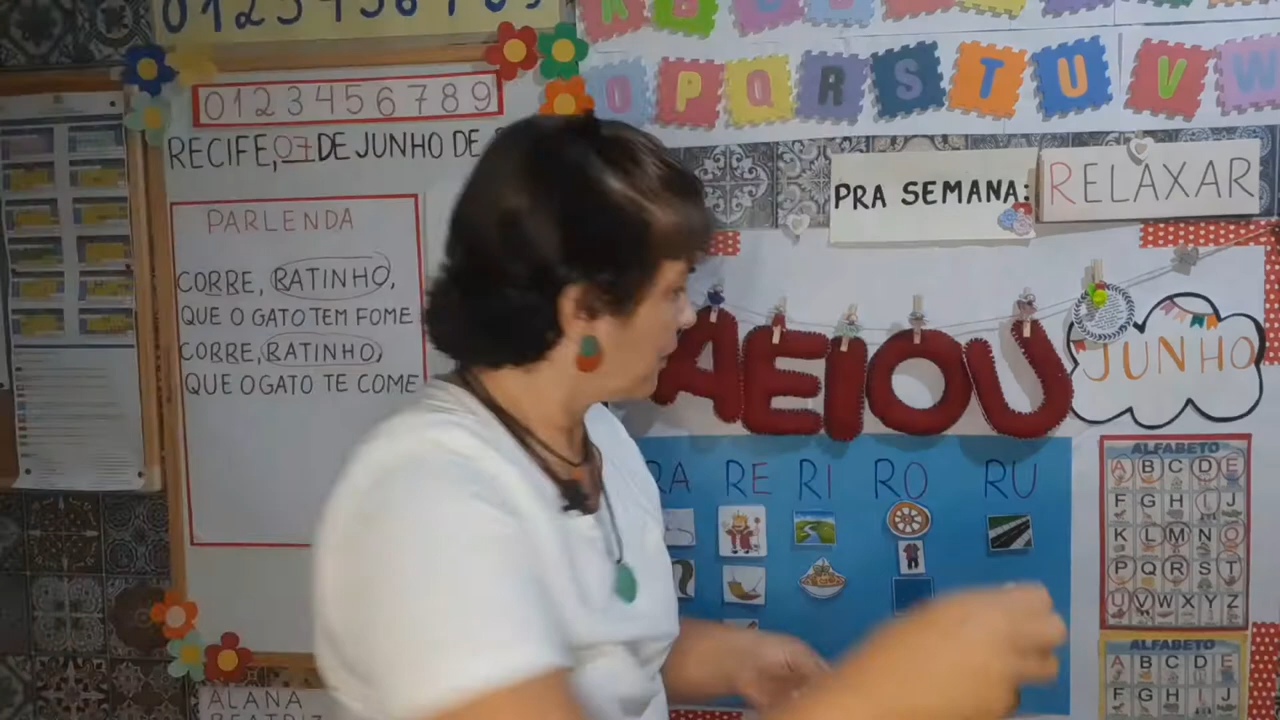 0123456789
0123456789
RECIFE, 07 DE JUNHO DE
PARLENDA
CORRE, RATINHO,
QUE O GATO TEM FOME
CORRE, RATINHO,
QUE O GATO TE COME
ALANA
BEATRIZ
O P Q R S T U V W
PRA SEMANA: RELAXAR
AEIOU
JUNHO
RA RE RI RO RU
ALFABETO
A B C D E
F G H I J
K L M N O
P Q R S T
U V W X Y Z
ALFABETO
A B C D E
F G H I J